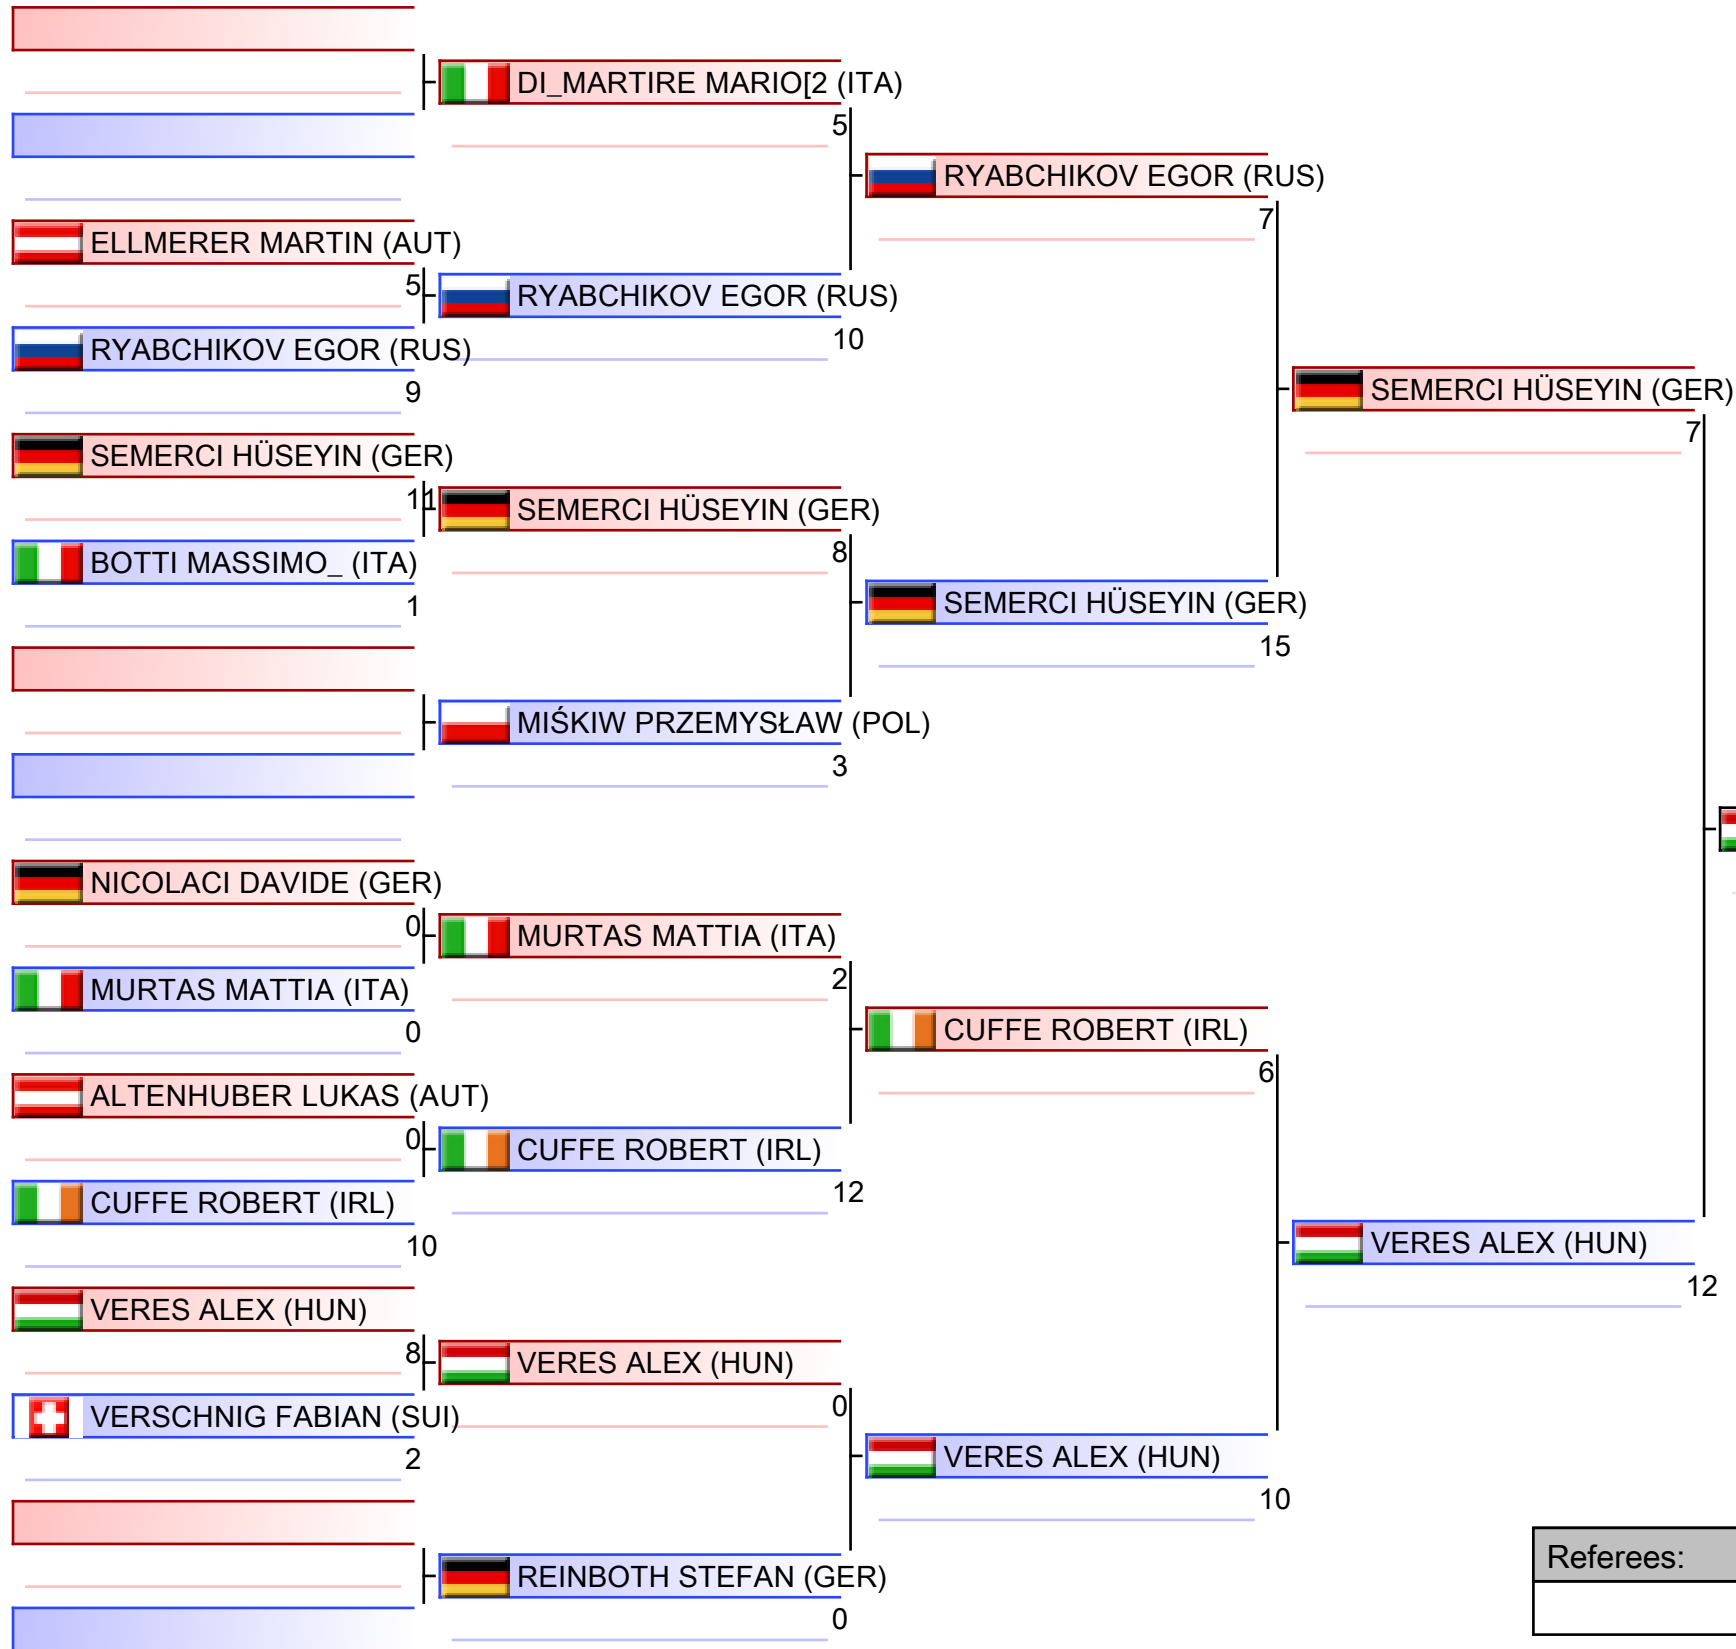 DI_MARTIRE MARIO[2 (ITA)
5
RYABCHIKOV EGOR (RUS)
7
ELLMERER MARTIN (AUT)
5
RYABCHIKOV EGOR (RUS)
10
RYABCHIKOV EGOR (RUS)
9
SEMERCI HÜSEYIN (GER)
7
SEMERCI HÜSEYIN (GER)
11
SEMERCI HÜSEYIN (GER)
8
BOTTI MASSIMO_ (ITA)
1
SEMERCI HÜSEYIN (GER)
15
MIŚKIW PRZEMYSŁAW (POL)
3
NICOLACI DAVIDE (GER)
0
MURTAS MATTIA (ITA)
2
MURTAS MATTIA (ITA)
0
CUFFE ROBERT (IRL)
6
ALTENHUBER LUKAS (AUT)
0
CUFFE ROBERT (IRL)
12
CUFFE ROBERT (IRL)
10
VERES ALEX (HUN)
12
VERES ALEX (HUN)
8
VERES ALEX (HUN)
0
VERSCHNIG FABIAN (SUI)
2
VERES ALEX (HUN)
10
REINBOTH STEFAN (GER)
0
Referees: